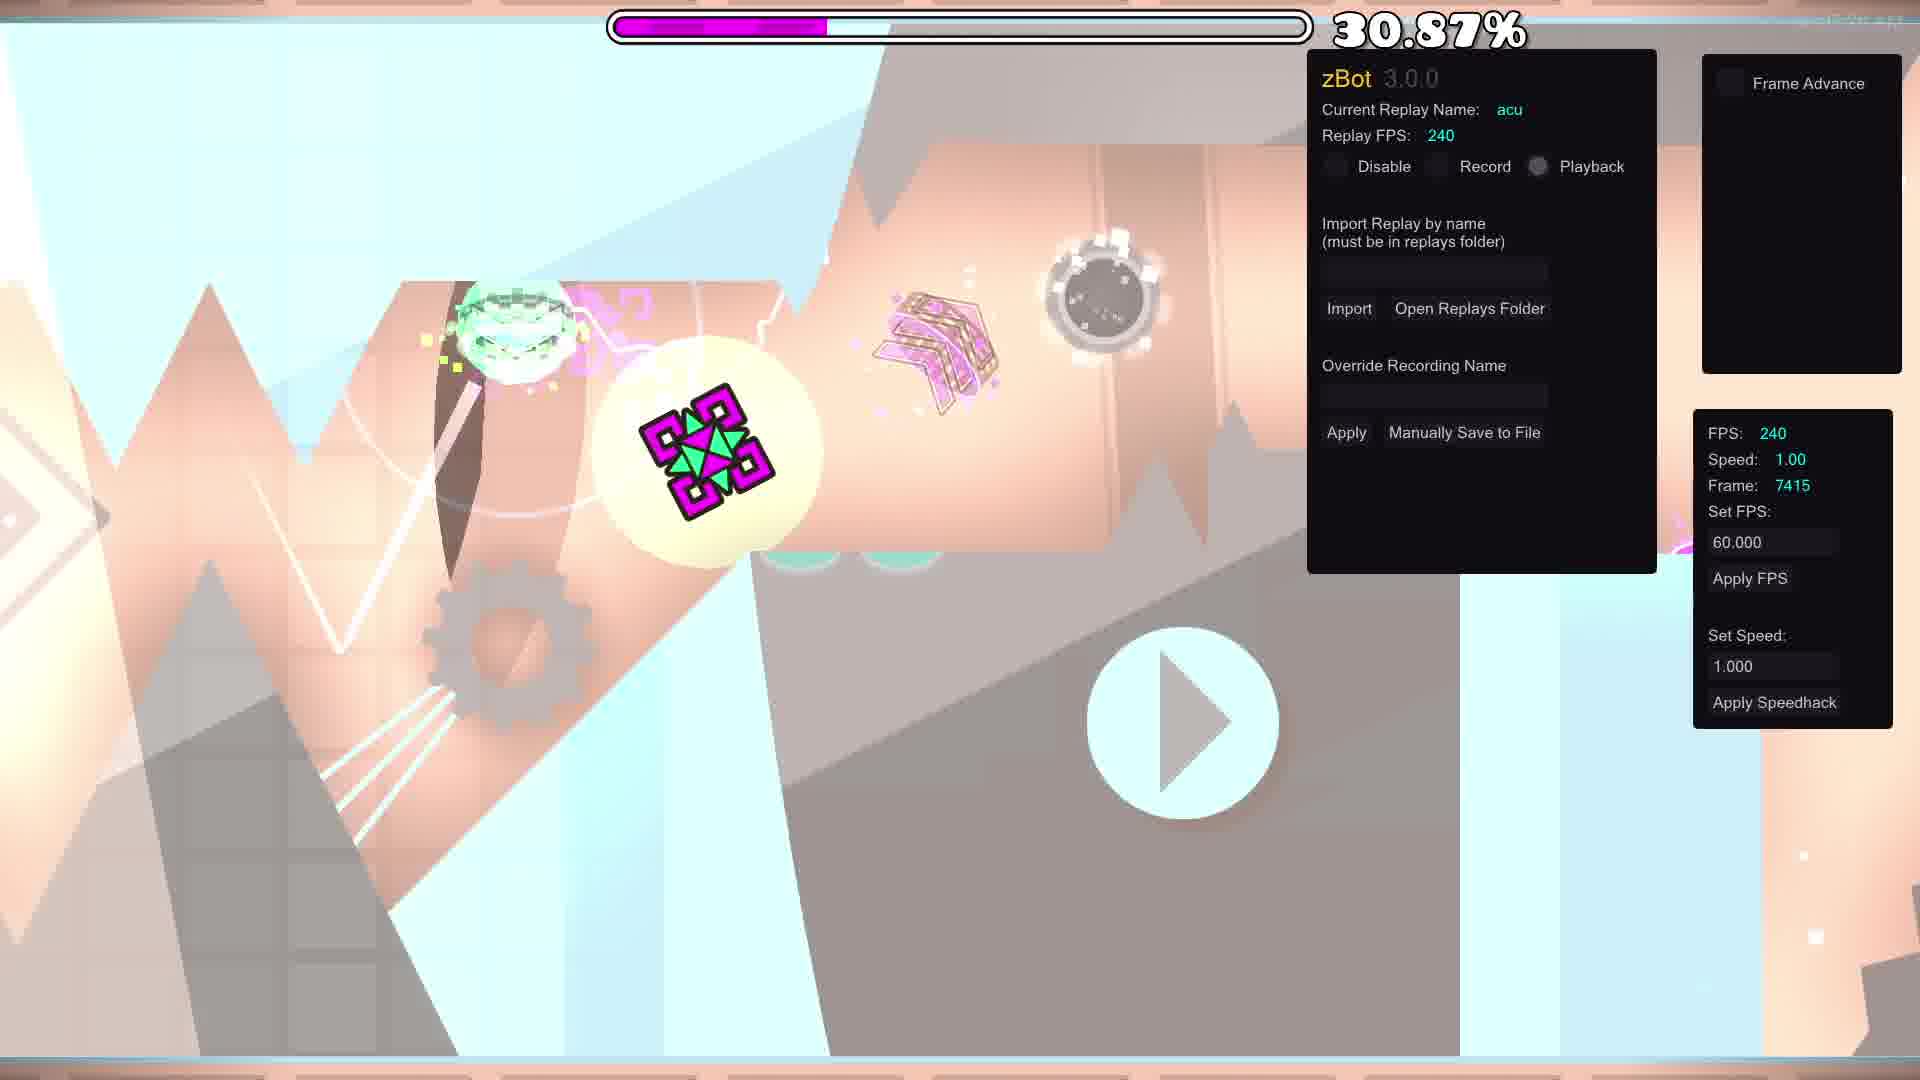 30.87%
zBot 3.0.0
Current Replay Name: acu
Replay FPS: 240
Disable Record Playback
Import Replay by name
(must be in replays folder)
Import Open Replays Folder
Override Recording Name
Apply Manually Save to File
Frame Advance
FPS: 240
Speed: 1.00
Frame: 7415
Set FPS:
60.000
Apply FPS
Set Speed:
1.000
Apply Speedhack